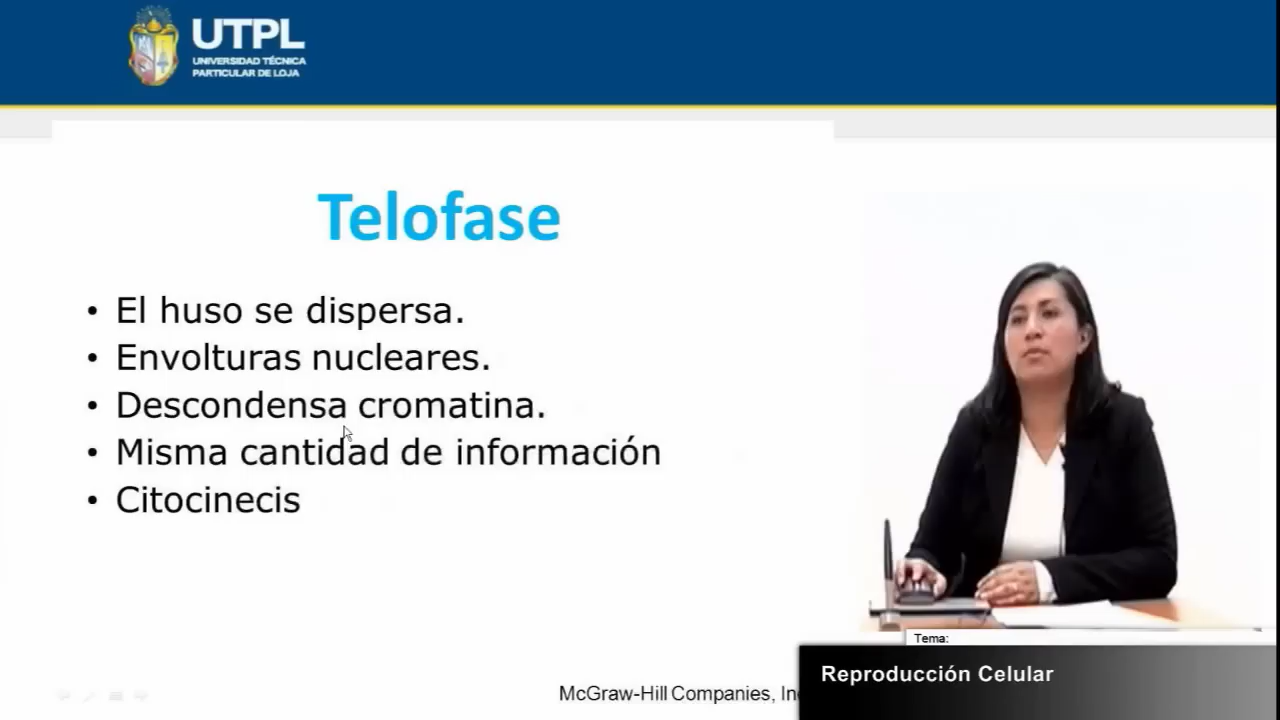 UTPL
UNIVERSIDAD TÉCNICA
PARTICULAR DE LOJA
Telofase
• El huso se dispersa.
• Envolturas nucleares.
• Descondensa cromatina.
• Misma cantidad de información
• Citocinecis
Tema:
Reproducción Celular
McGraw-Hill Companies,